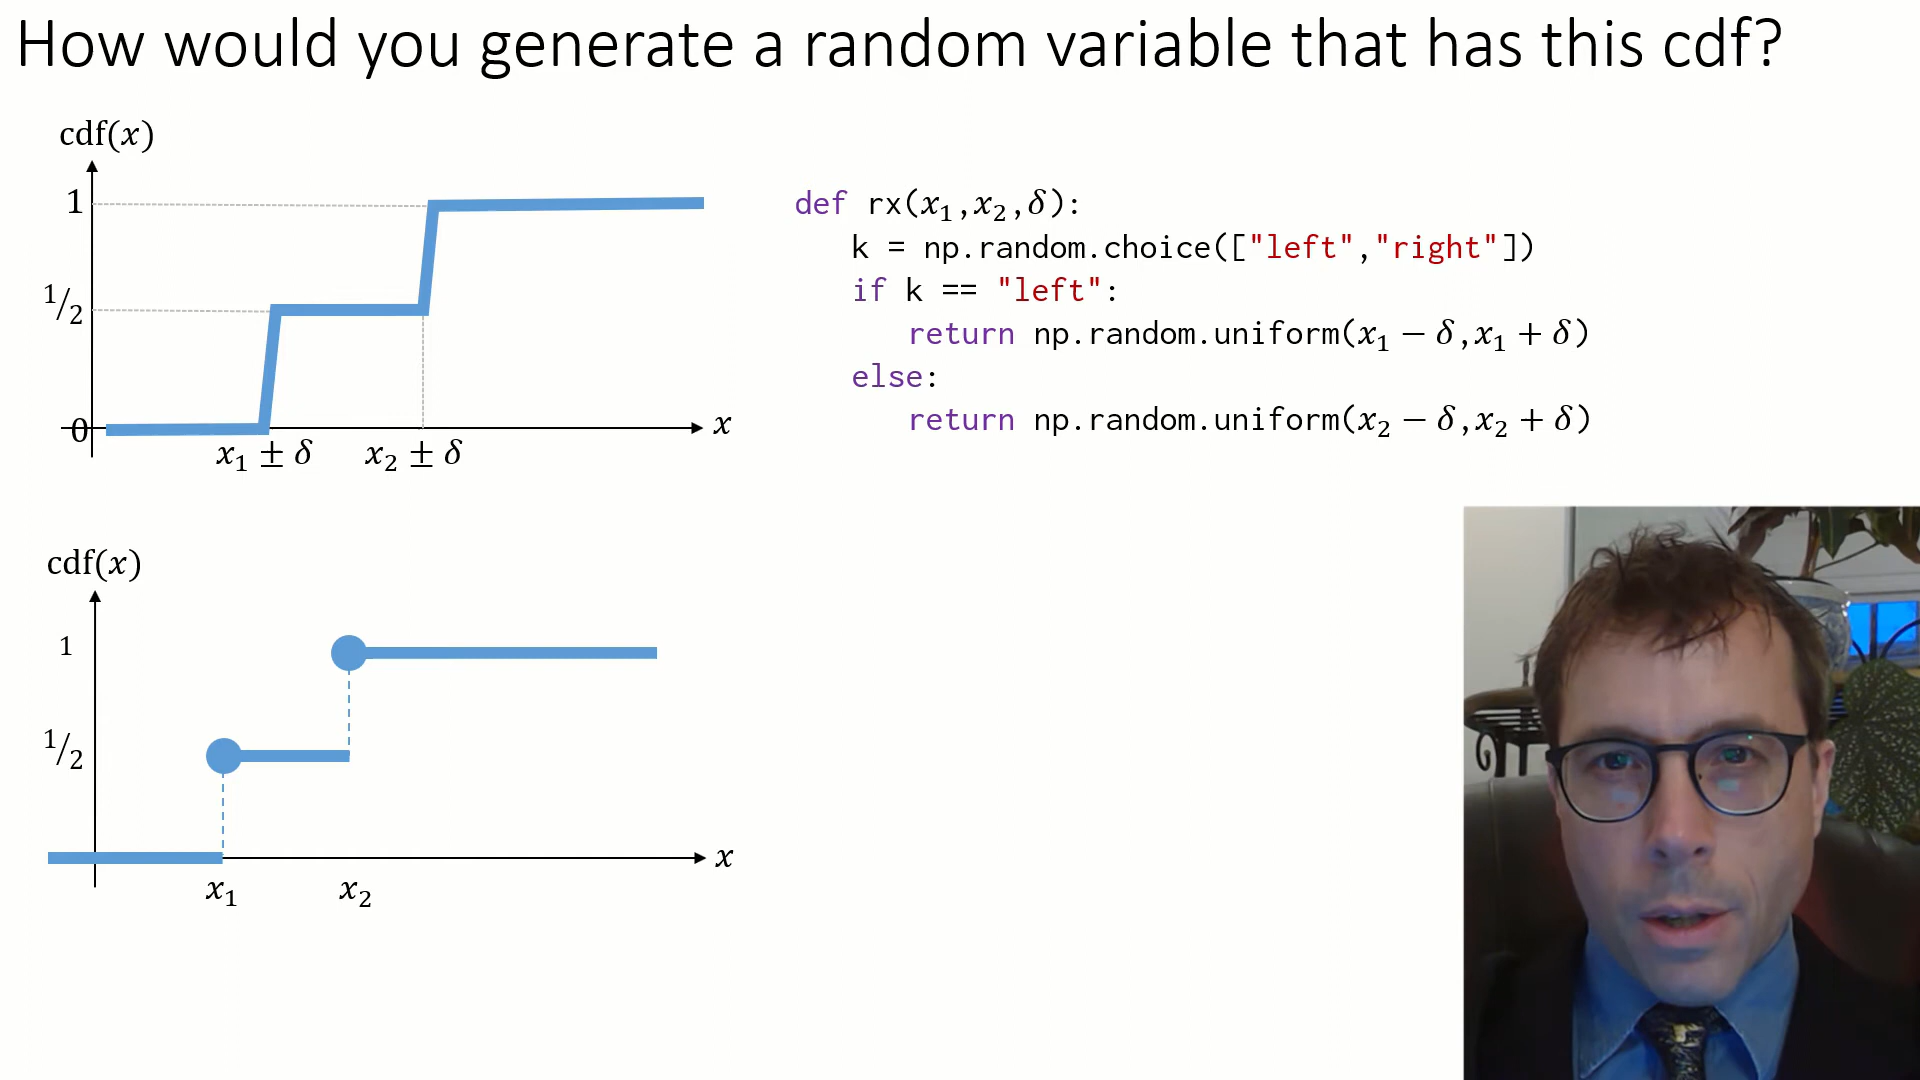 How would you generate a random variable that has this cdf?
cdf(x)
1
1/2
0
x₁ ± δ
x₂ ± δ
x
def rx(x₁,x₂,δ):
k = np.random.choice(["left","right"])
if k == "left":
return np.random.uniform(x₁ − δ,x₁ + δ)
else:
return np.random.uniform(x₂ − δ,x₂ + δ)
cdf(x)
1
1/2
x₁
x₂
x